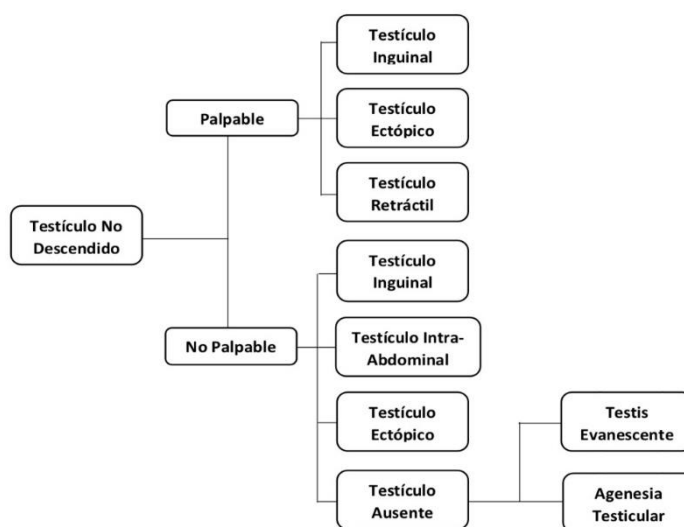 Testículo
Inguinal
Palpable
Testículo
Ectópico
Testículo
Retráctil
Testículo No
Descendido
Testículo
Inguinal
No Palpable
Testículo Intra-
Abdominal
Testículo
Ectópico
Testis
Evanescente
Testículo
Ausente
Agenesia
Testicular